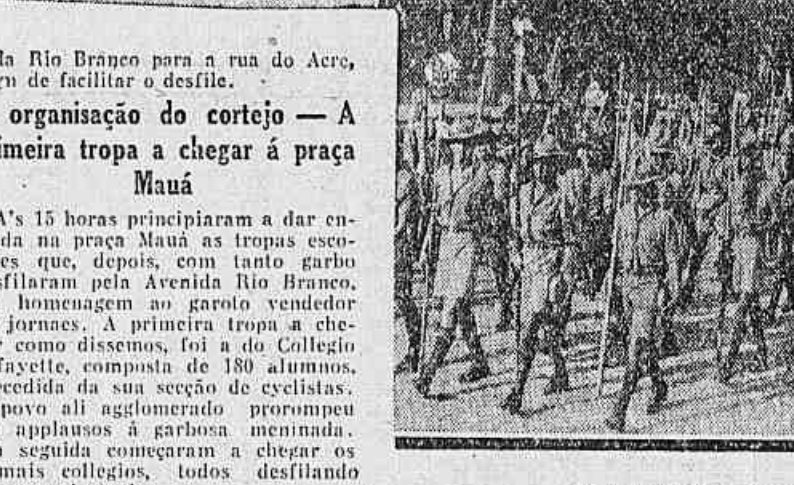 da Rio Branco para a rua do Acre,
de facilitar o desfile.
organisação do cortejo — A
imeira tropa a chegar á praça
Mauá
A's 15 horas principiaram a dar en-
da na praça Mauá as tropas esco-
es que, depois, com tanto garbo
sfilaram pela Avenida Rio Branco,
homenagem ao garoto vendedor
jornaes. A primeira tropa a che-
r como dissemos, foi a do Collegio
fayette, composta de 180 alumnos,
ecedida da sua secção de cyclistas.
povo ali agglomerado prorompeu
applausos á garbosa meninada.
seguida começaram a chegar os
mais collegios, todos desfilando